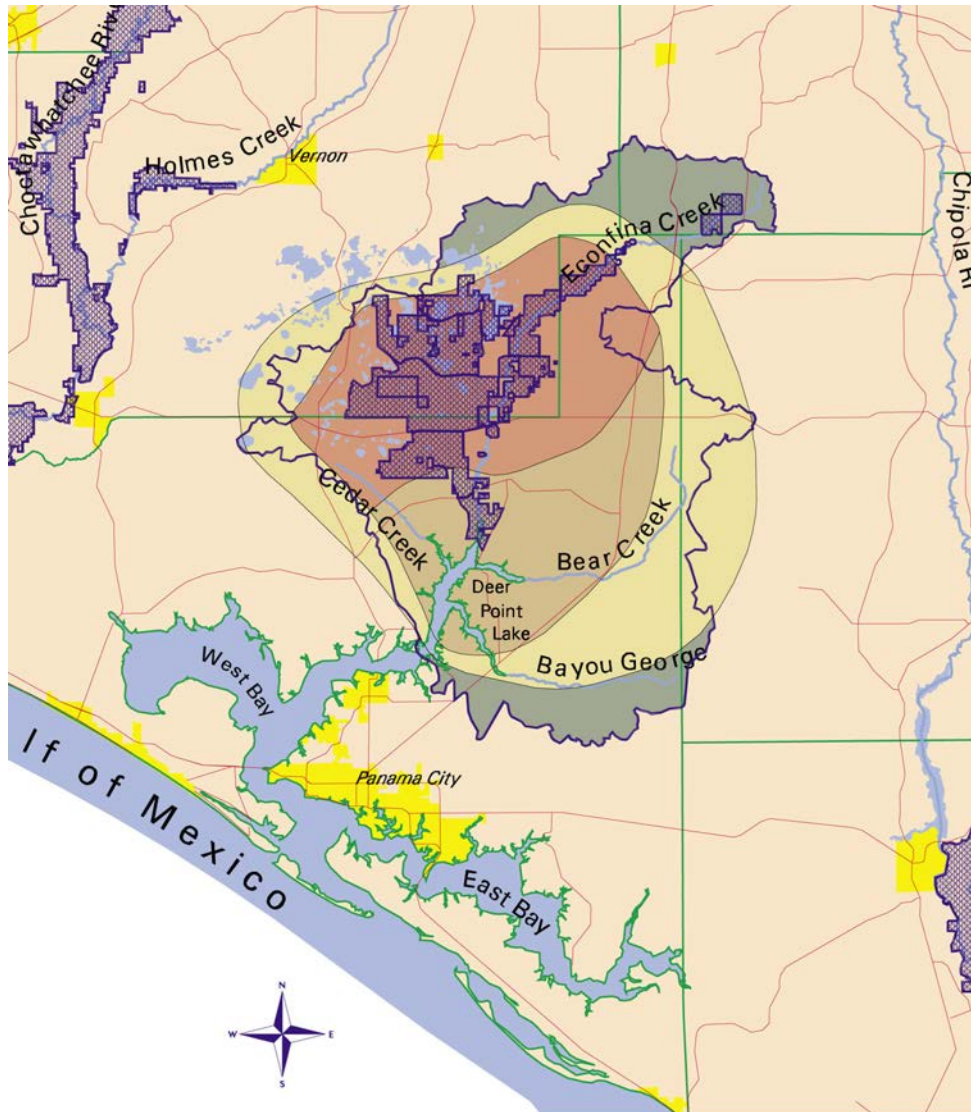 Choctawhatchee Rive
Holmes Creek
Vernon
Econfina Creek
Chipola Ri
Cedar Creek
Bear Creek
Deer
Point
Lake
Bayou George
West Bay
Panama City
lf of Mexico
East Bay
N
W
E
S